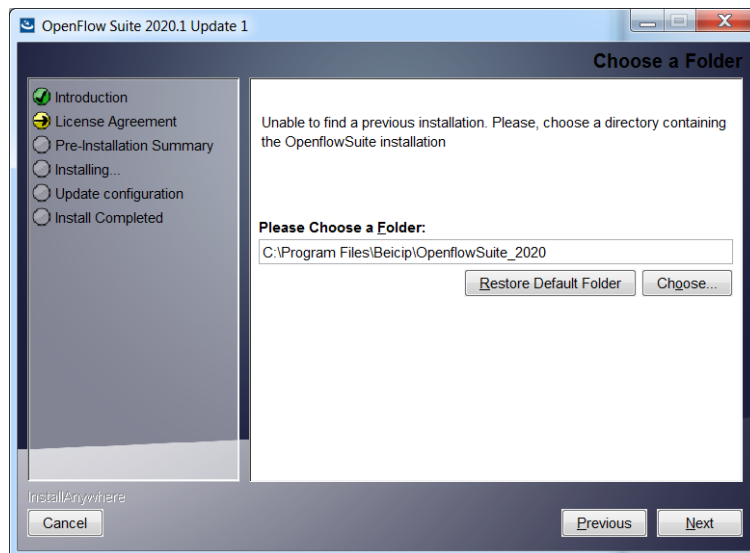 OpenFlow Suite 2020.1 Update 1
Choose a Folder
Introduction
License Agreement
Pre-Installation Summary
Installing...
Update configuration
Install Completed
Unable to find a previous installation. Please, choose a directory containing
the OpenflowSuite installation
Please Choose a Folder:
C:\Program Files\Beicip\OpenflowSuite_2020
Restore Default Folder
Choose...
InstallAnywhere
Cancel
Previous
Next